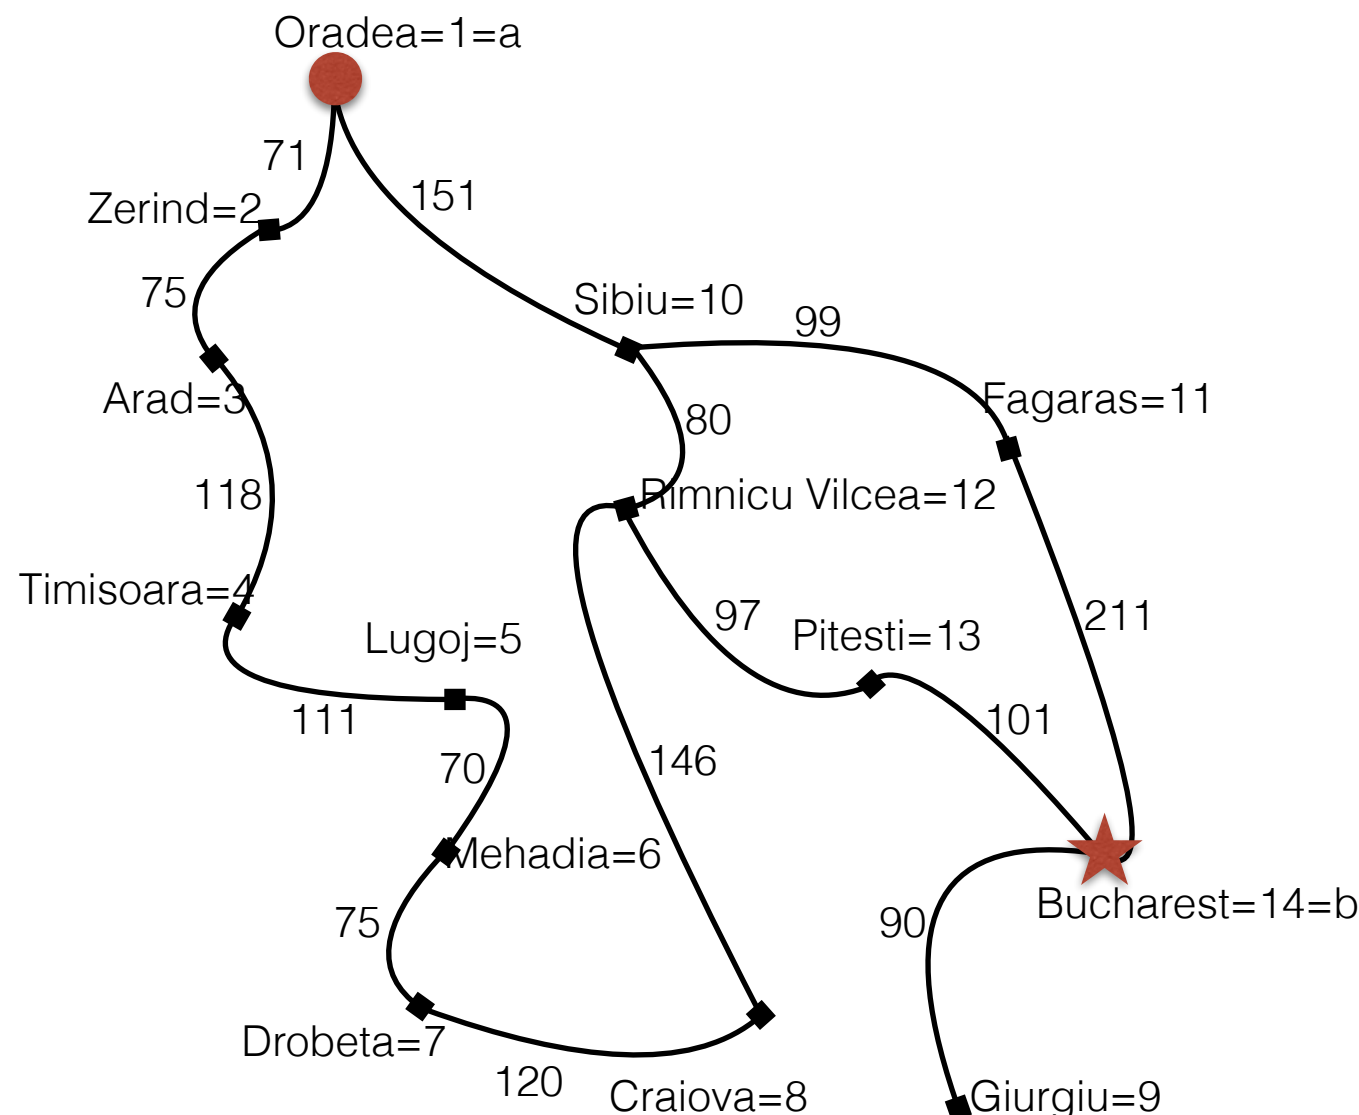 Oradea=1=a
71
151
Zerind=2
75
Sibiu=10
99
Arad=3
80
Fagaras=11
118
Rimnicu Vilcea=12
Timisoara=4
97
211
Lugoj=5
Pitesti=13
111
101
70
146
Mehadia=6
Bucharest=14=b
75
90
Drobeta=7
120
Craiova=8
Giurgiu=9